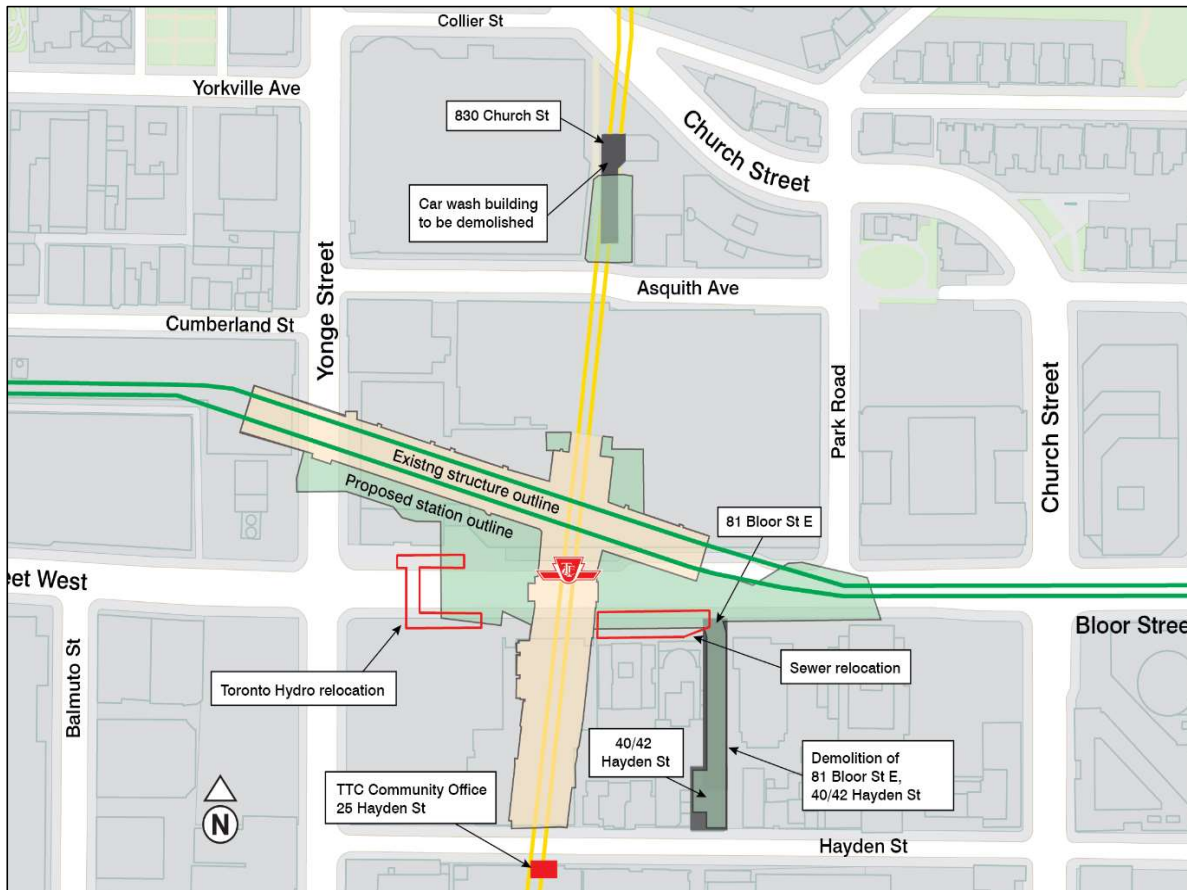 Collier St
Yorkville Ave
830 Church St
Church Street
Car wash building
to be demolished
Yonge Street
Asquith Ave
Cumberland St
Park Road
Church Street
Existng structure outline
Proposed station outline
81 Bloor St E
eet West
Bloor Stree
Balmuto St
Toronto Hydro relocation
Sewer relocation
40/42
Hayden St
Demolition of
81 Bloor St E,
40/42 Hayden St
TTC Community Office
25 Hayden St
N
Hayden St